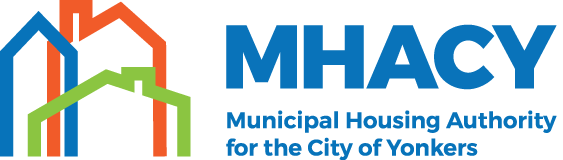 MHACY
Municipal Housing Authority
for the City of Yonkers